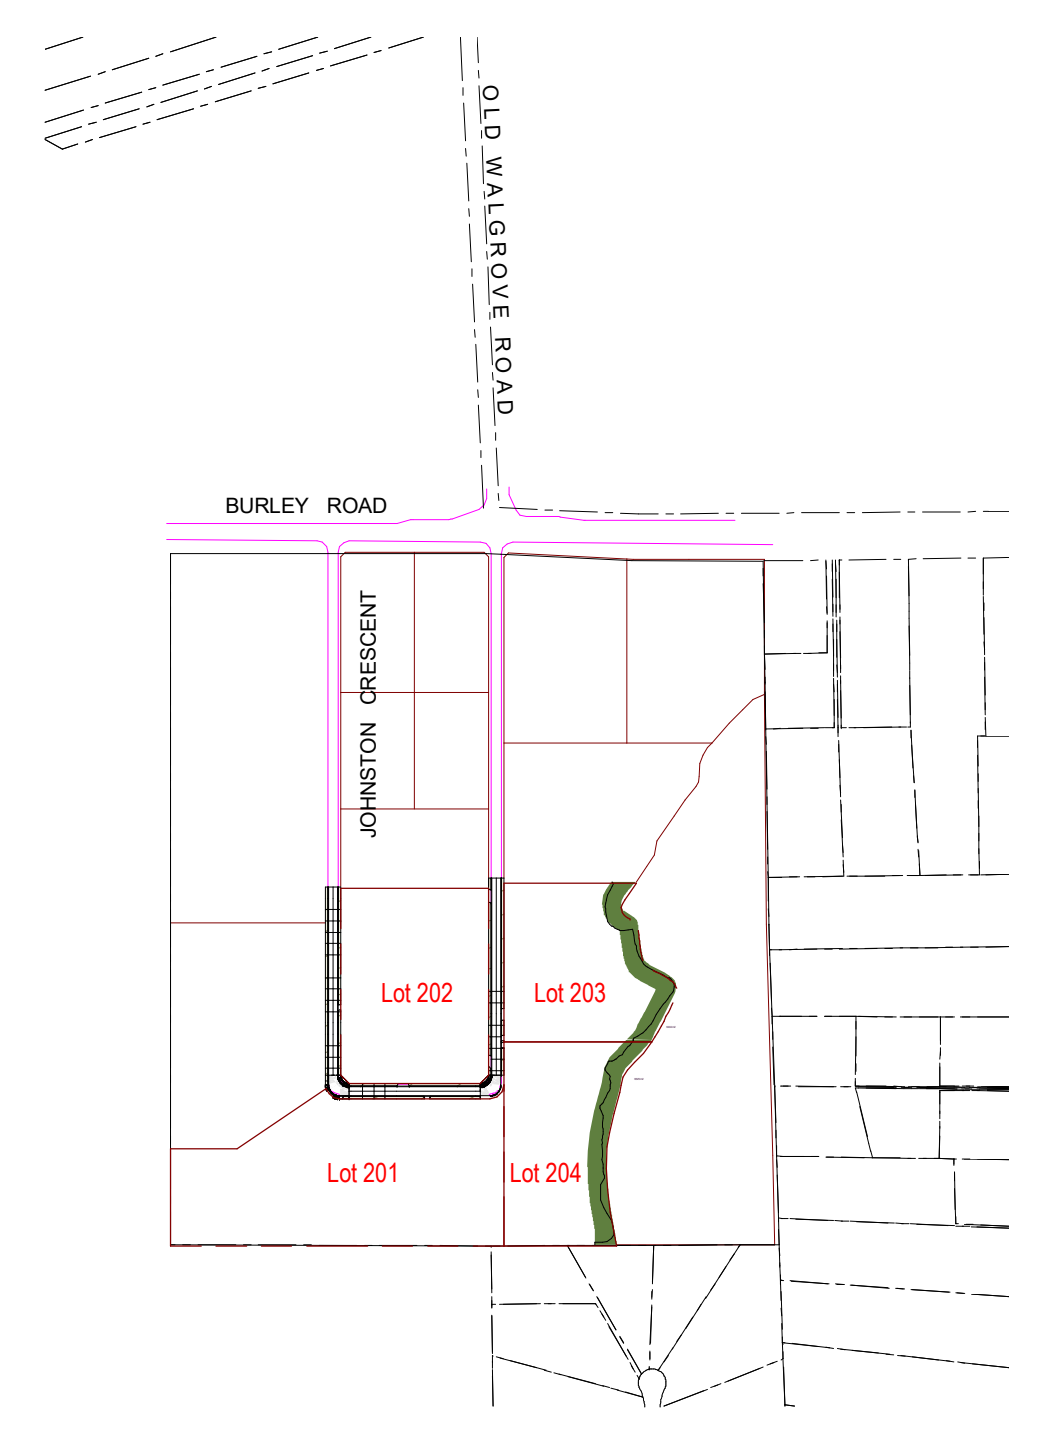 OLD WALGROVE ROAD
BURLEY ROAD
JOHNSTON CRESCENT
Lot 202
Lot 203
Lot 201
Lot 204